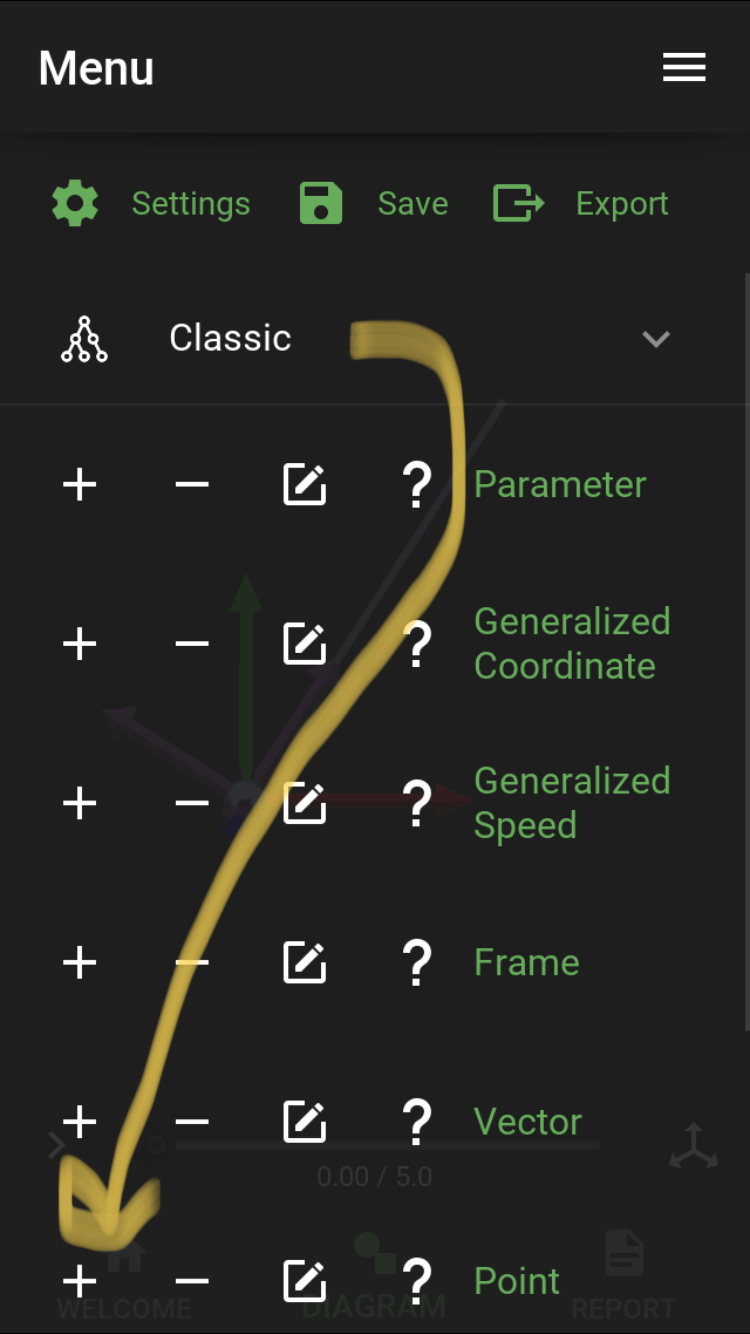 Menu
Settings Save Export
Classic
+ − ? Parameter
+ − ? Generalized
Coordinate
+ − ? Generalized
Speed
+ − ? Frame
+ − ? Vector
0.00 / 5.0
+ − ? Point
WELCOME DIAGRAM REPORT